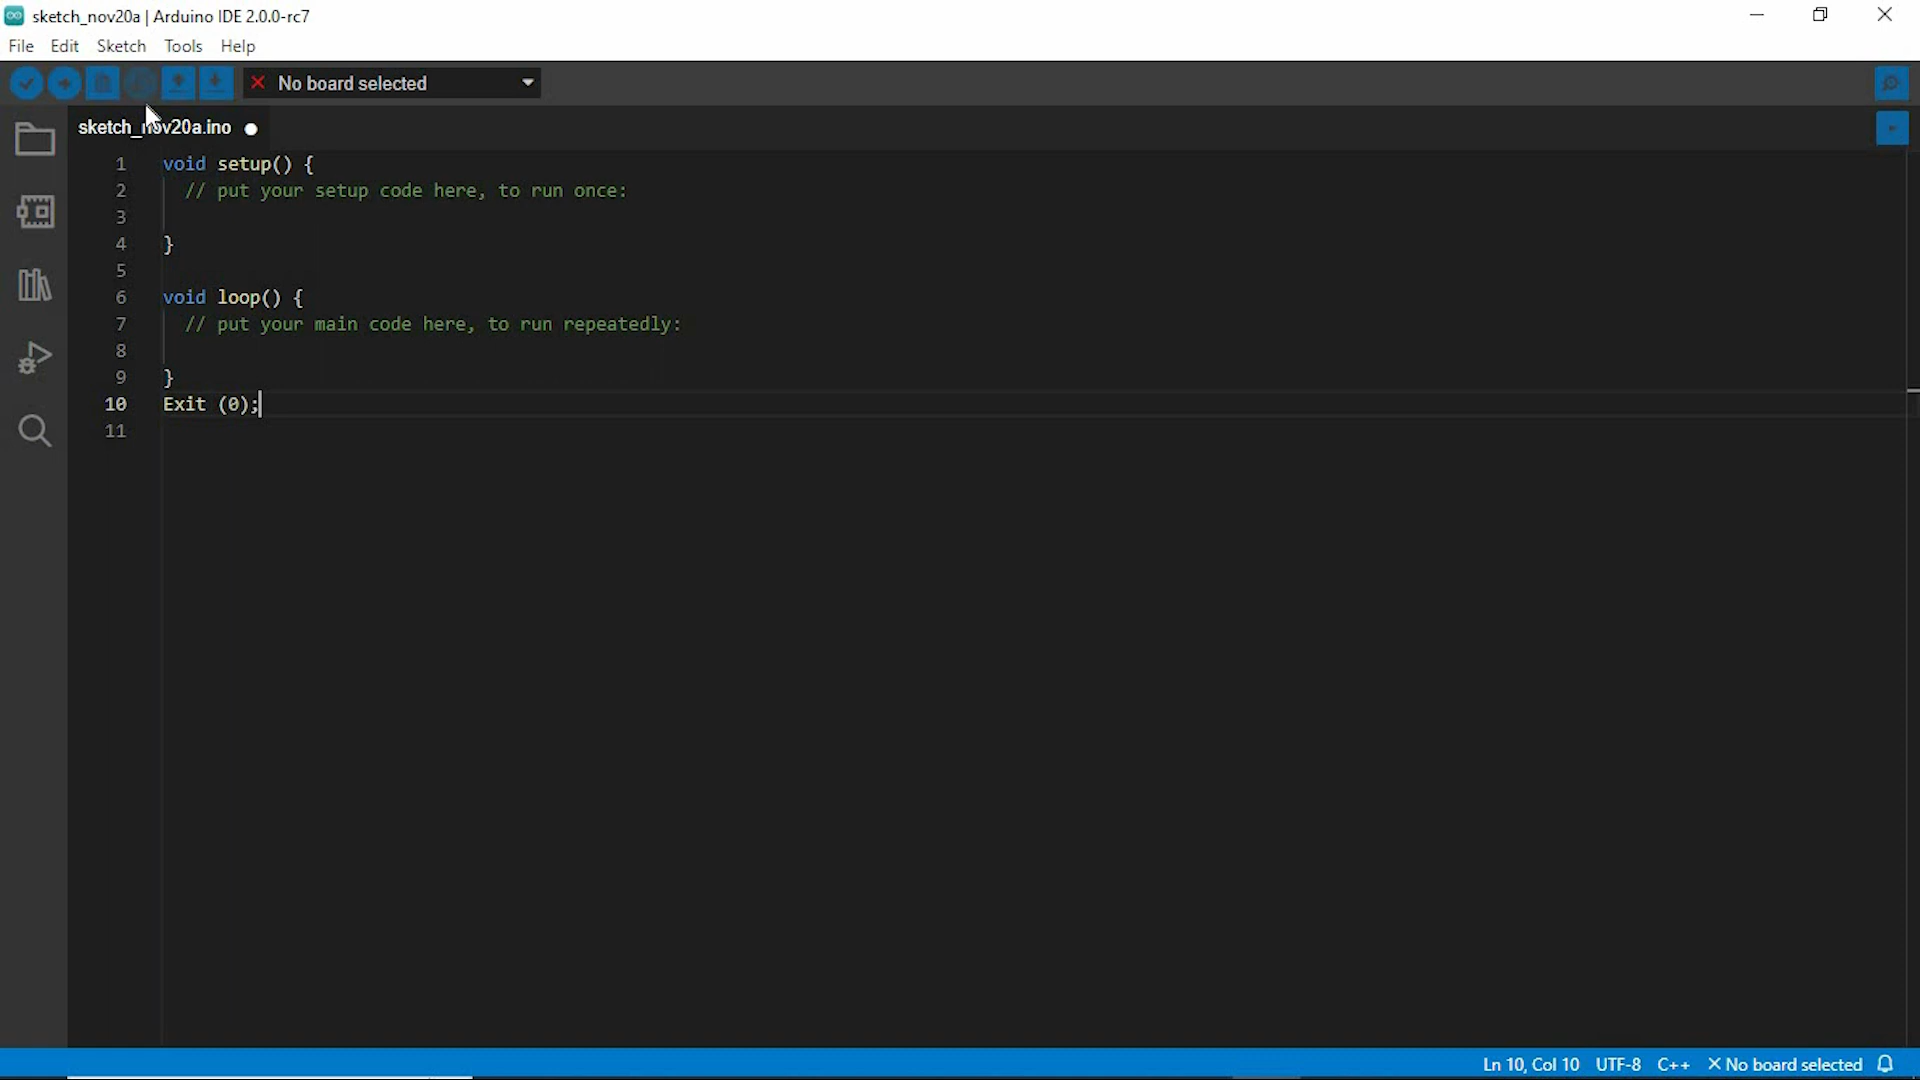 sketch_nov20a | Arduino IDE 2.0.0-rc7
File Edit Sketch Tools Help
No board selected
sketch_nov20a.ino
1 void setup() {
2 // put your setup code here, to run once:
3
4 }
5
6 void loop() {
7 // put your main code here, to run repeatedly:
8
9 }
10 Exit (0);
11
Ln 10, Col 10 UTF-8 C++ No board selected